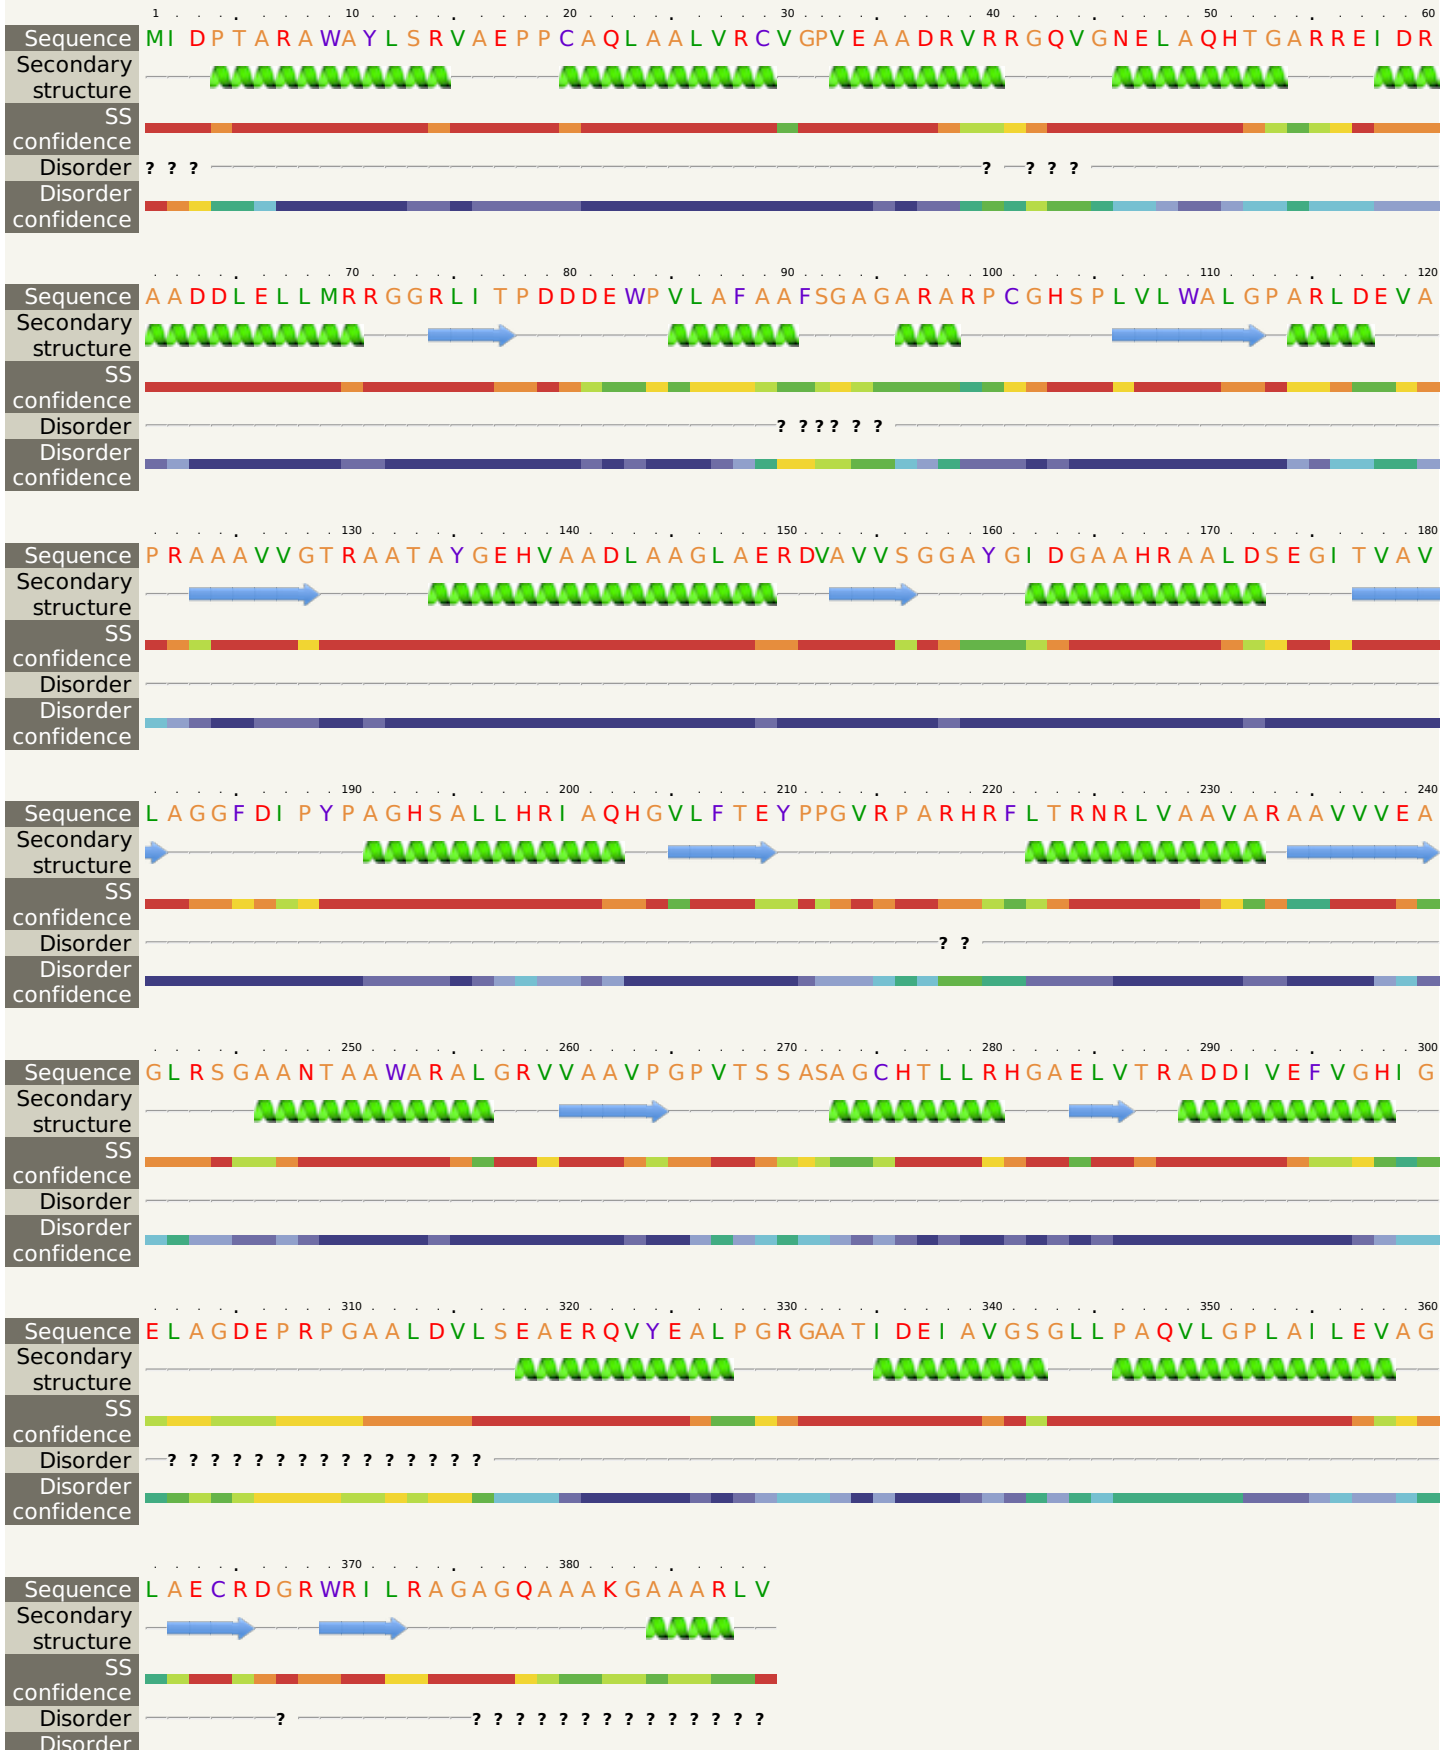 1 10 20 30 40 50 60
Sequence MIDPTARAWAYLSRVAEPPCAQLAALVRCVGPVEAADRVRRGQVGNELAQHTGARREIDR
Secondary
structure
SS
confidence
Disorder ? ? ? ? ? ? ?
Disorder
confidence
70 80 90 100 110 120
Sequence AADDLELLMRRGGRLITPDDDEWPVLAFAAFSGAGARARPCGHSPLVLWALGPARLDEVA
Secondary
structure
SS
confidence
Disorder ? ? ? ? ? ?
Disorder
confidence
130 140 150 160 170 180
Sequence PRAAAVVGTRAATAYGEHVAADLAAGLAERDVAVVSGGAYGIDGAAHRAALDSEGITVAV
Secondary
structure
SS
confidence
Disorder
Disorder
confidence
190 200 210 220 230 240
Sequence LAGGFDIPYPAGHSALLHRIAQHGVLFTEYPPGVRPARHRFLTRNRLVAAVARAAVVVEA
Secondary
structure
SS
confidence
Disorder ? ?
Disorder
confidence
250 260 270 280 290 300
Sequence GLRSGAANTAAWARALGRVVAAVPGPVTSSASAGCHTLLRHGAELVTRADDIVEFVGHIG
Secondary
structure
SS
confidence
Disorder
Disorder
confidence
310 320 330 340 350 360
Sequence ELAGDEPRPGAALDVLSEAERQVYEALPGRGAATIDEIAVGSGLLPAQVLGPLAILEVAG
Secondary
structure
SS
confidence
Disorder ? ? ? ? ? ? ? ? ? ? ? ? ? ? ?
Disorder
confidence
370 380
Sequence LAECRDGRWRILRAGAGQAAAKGAAARLV
Secondary
structure
SS
confidence
Disorder ? ? ? ? ? ? ? ? ? ? ? ? ? ? ?
Disorder